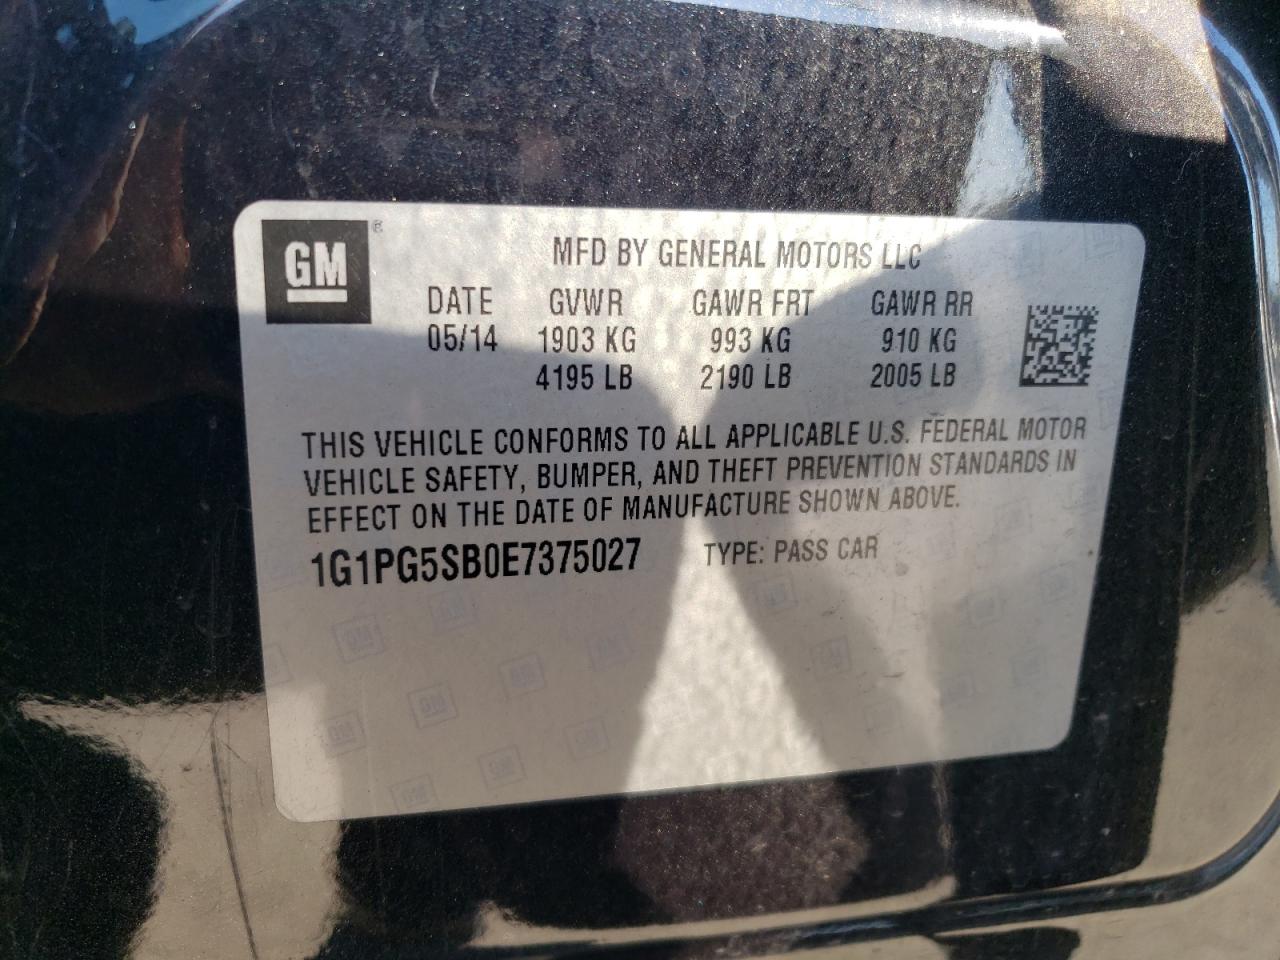 GM ®
MFD BY GENERAL MOTORS LLC
DATE GVWR GAWR FRT GAWR RR
05/14 1903 KG 993 KG 910 KG
4195 LB 2190 LB 2005 LB
THIS VEHICLE CONFORMS TO ALL APPLICABLE U.S. FEDERAL MOTOR
VEHICLE SAFETY, BUMPER, AND THEFT PREVENTION STANDARDS IN
EFFECT ON THE DATE OF MANUFACTURE SHOWN ABOVE.
1G1PG5SB0E7375027 TYPE: PASS CAR